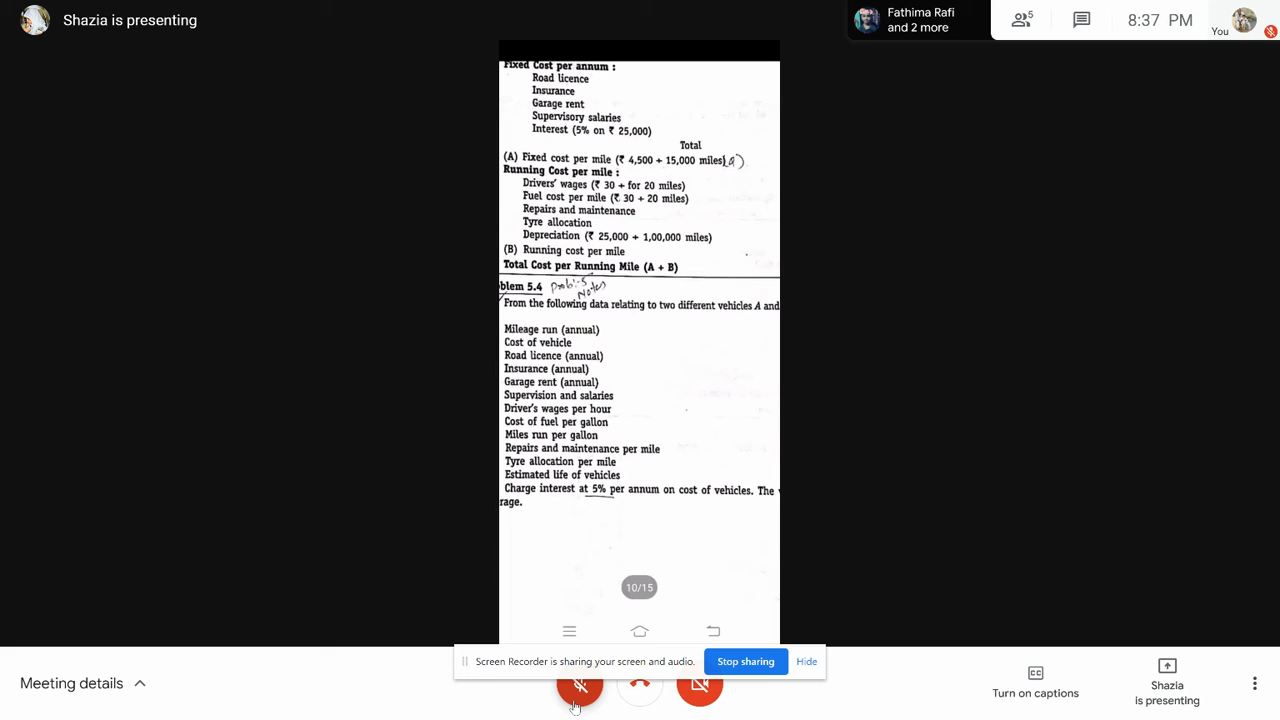 Shazia is presenting
Fathima Rafi
and 2 more
5
8:37 PM
You
Fixed Cost per annum :
Road licence
Insurance
Garage rent
Supervisory salaries
Interest (5% on ₹ 25,000)
Total
(A) Fixed cost per mile (₹ 4,500 ÷ 15,000 miles)
Running Cost per mile :
Drivers' wages (₹ 30 ÷ for 20 miles)
Fuel cost per mile (₹ 30 ÷ 20 miles)
Repairs and maintenance
Tyre allocation
Depreciation (₹ 25,000 ÷ 1,00,000 miles)
(B) Running cost per mile
Total Cost per Running Mile (A + B)
blem 5.4
Notes
From the following data relating to two different vehicles A and
Mileage run (annual)
Cost of vehicle
Road licence (annual)
Insurance (annual)
Garage rent (annual)
Supervision and salaries
Driver's wages per hour
Cost of fuel per gallon
Miles run per gallon
Repairs and maintenance per mile
Tyre allocation per mile
Estimated life of vehicles
Charge interest at 5% per annum on cost of vehicles. The
rage.
10/15
Screen Recorder is sharing your screen and audio.
Stop sharing
Hide
Meeting details
Turn on captions
Shazia
is presenting